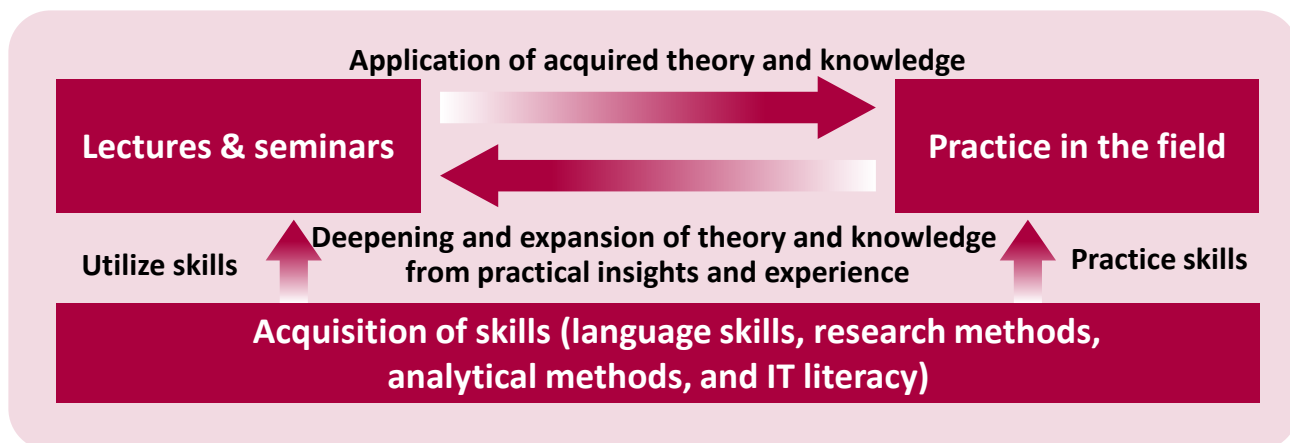 Application of acquired theory and knowledge
Lectures & seminars
Practice in the field
Deepening and expansion of theory and knowledge
from practical insights and experience
Utilize skills
Practice skills
Acquisition of skills (language skills, research methods,
analytical methods, and IT literacy)